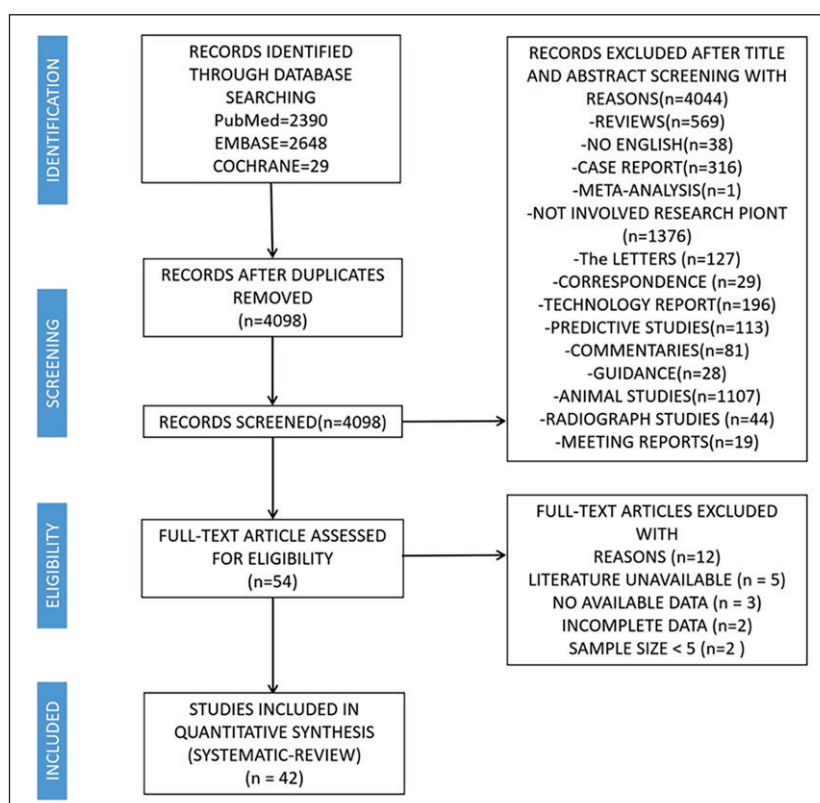 IDENTIFICATION
RECORDS IDENTIFIED
THROUGH DATABASE
SEARCHING
PubMed=2390
EMBASE=2648
COCHRANE=29
RECORDS EXCLUDED AFTER TITLE
AND ABSTRACT SCREENING WITH
REASONS(n=4044)
-REVIEWS(n=569)
-NO ENGLISH(n=38)
-CASE REPORT(n=316)
-META-ANALYSIS(n=1)
-NOT INVOLVED RESEARCH PIONT
(n=1376)
-The LETTERS (n=127)
-CORRESPONDENCE (n=29)
-TECHNOLOGY REPORT(n=196)
-PREDICTIVE STUDIES(n=113)
-COMMENTARIES(n=81)
-GUIDANCE(n=28)
-ANIMAL STUDIES(n=1107)
-RADIOGRAPH STUDIES (n=44)
-MEETING REPORTS(n=19)
SCREENING
RECORDS AFTER DUPLICATES
REMOVED
(n=4098)
RECORDS SCREENED(n=4098)
ELIGIBILITY
FULL-TEXT ARTICLE ASSESSED
FOR ELIGIBILITY
(n=54)
FULL-TEXT ARTICLES EXCLUDED
WITH
REASONS (n=12)
LITERATURE UNAVAILABLE (n = 5)
NO AVAILABLE DATA (n = 3)
INCOMPLETE DATA (n=2)
SAMPLE SIZE < 5 (n=2 )
INCLUDED
STUDIES INCLUDED IN
QUANTITATIVE SYNTHESIS
(SYSTEMATIC-REVIEW)
(n = 42)